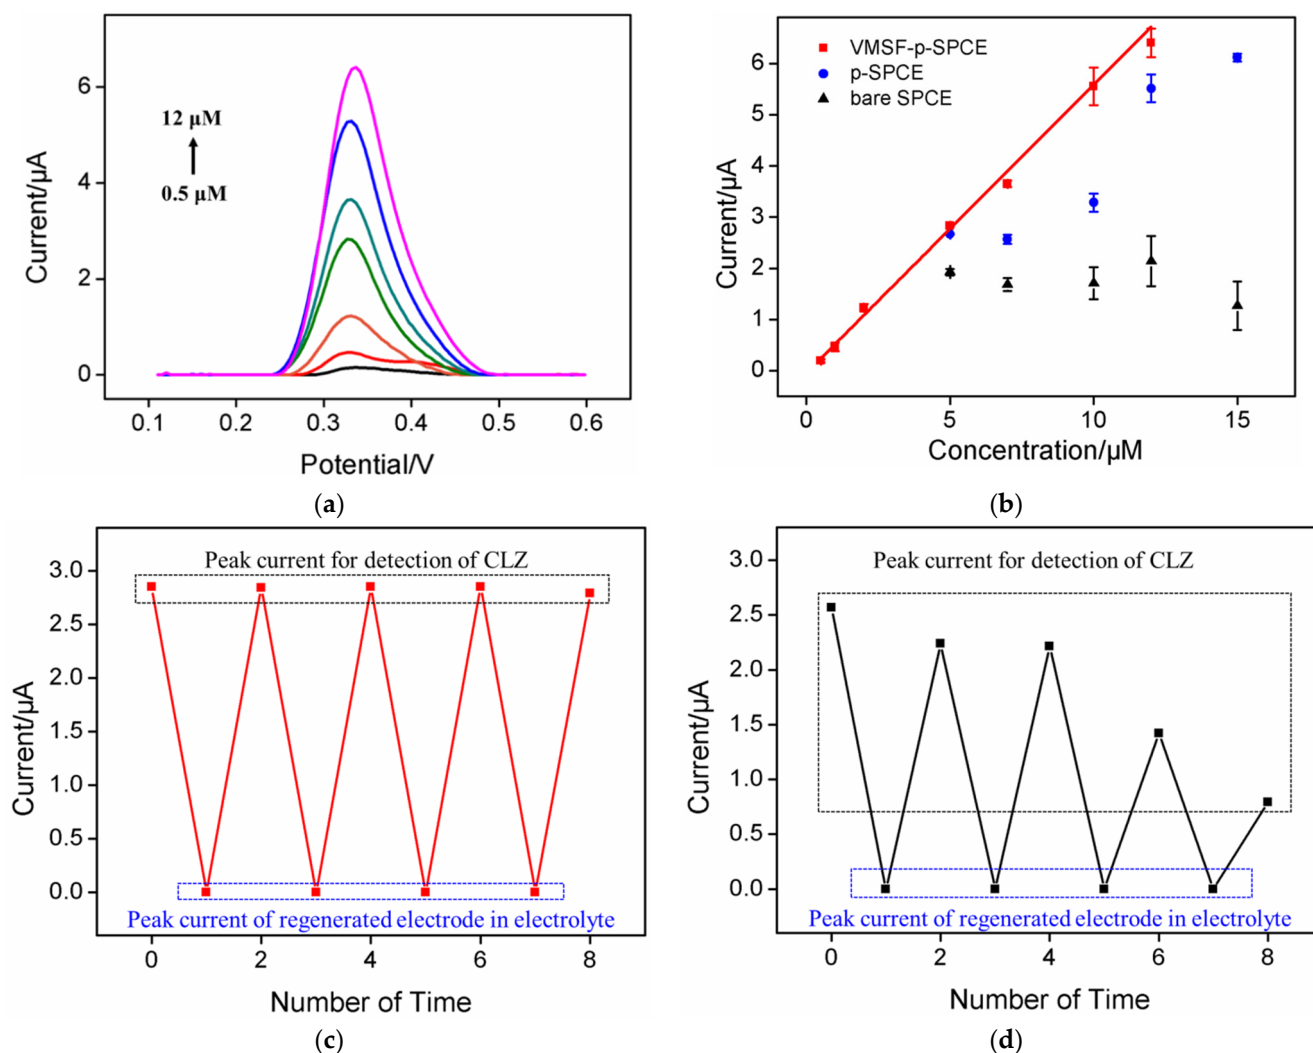 6
4
2
0
Current/µA
12 µM
0.5 µM
0.1 0.2 0.3 0.4 0.5 0.6
Potential/V
(a)
6
5
4
3
2
1
0
Current/µA
VMSF-p-SPCE
p-SPCE
bare SPCE
0 5 10 15
Concentration/µM
(b)
3.0
2.5
2.0
1.5
1.0
0.5
0.0
Current/µA
Peak current for detection of CLZ
Peak current of regenerated electrode in electrolyte
0 2 4 6 8
Number of Time
(c)
3.0
2.5
2.0
1.5
1.0
0.5
0.0
Current/µA
Peak current for detection of CLZ
Peak current of regenerated electrode in electrolyte
0 2 4 6 8
Number of Time
(d)